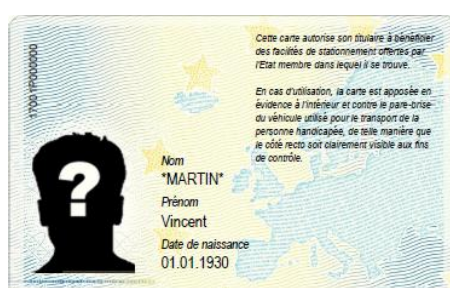 Cette carte autorise son titulaire à bénéficier
des facilités de stationnement offertes par
l'Etat membre dans lequel il se trouve.
En cas d'utilisation, la carte est apposée en
évidence à l'intérieur et contre le pare-brise
du véhicule utilisé pour le transport de la
personne handicapée, de telle manière que
le côté recto soit clairement visible aux fins
de contrôle.
?
Nom
*MARTIN*
Prénom
Vincent
Date de naissance
01.01.1930